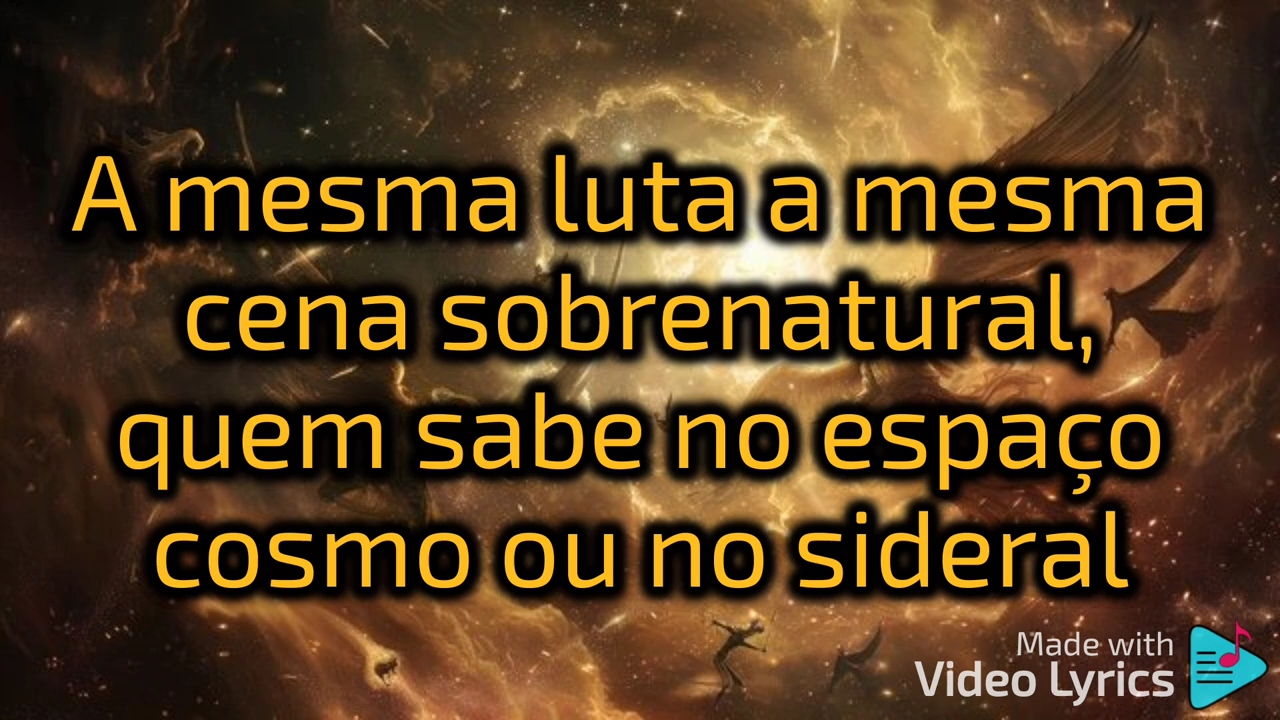 A mesma luta a mesma
cena sobrenatural,
quem sabe no espaço
cosmo ou no sideral
Made with
Video Lyrics